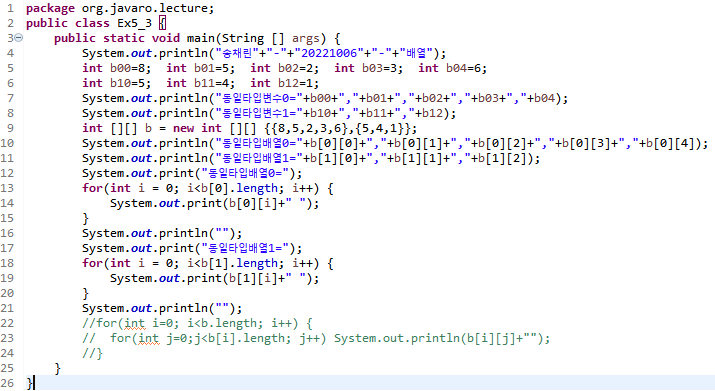 1 package org.javaro.lecture;
2 public class Ex5_3 {
3 public static void main(String [] args) {
4 System.out.println("송채린"+"-"+"20221006"+"-"+"배열");
5 int b00=8; int b01=5; int b02=2; int b03=3; int b04=6;
6 int b10=5; int b11=4; int b12=1;
7 System.out.println("동일타입변수0="+b00+","+b01+","+b02+","+b03+","+b04);
8 System.out.println("동일타입변수1="+b10+","+b11+","+b12);
9 int [][] b = new int [][] {{8,5,2,3,6},{5,4,1}};
10 System.out.println("동일타입배열0="+b[0][0]+","+b[0][1]+","+b[0][2]+","+b[0][3]+","+b[0][4]);
11 System.out.println("동일타입배열1="+b[1][0]+","+b[1][1]+","+b[1][2]);
12 System.out.print("동일타입배열0=");
13 for(int i = 0; i<b[0].length; i++) {
14 System.out.print(b[0][i]+" ");
15 }
16 System.out.println("");
17 System.out.print("동일타입배열1=");
18 for(int i = 0; i<b[1].length; i++) {
19 System.out.print(b[1][i]+" ");
20 }
21 System.out.println("");
22 //for(int i=0; i<b.length; i++) {
23 // for(int j=0;j<b[i].length; j++) System.out.println(b[i][j]+"");
24 //}
25 }
26 }